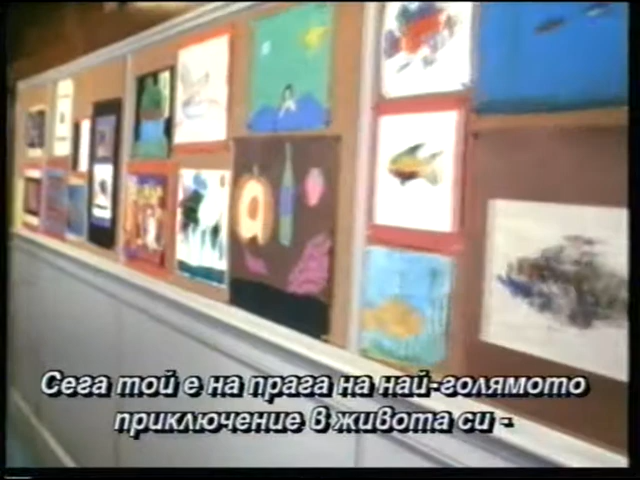 Сега той е на прага на най-голямото
приключение в живота си -